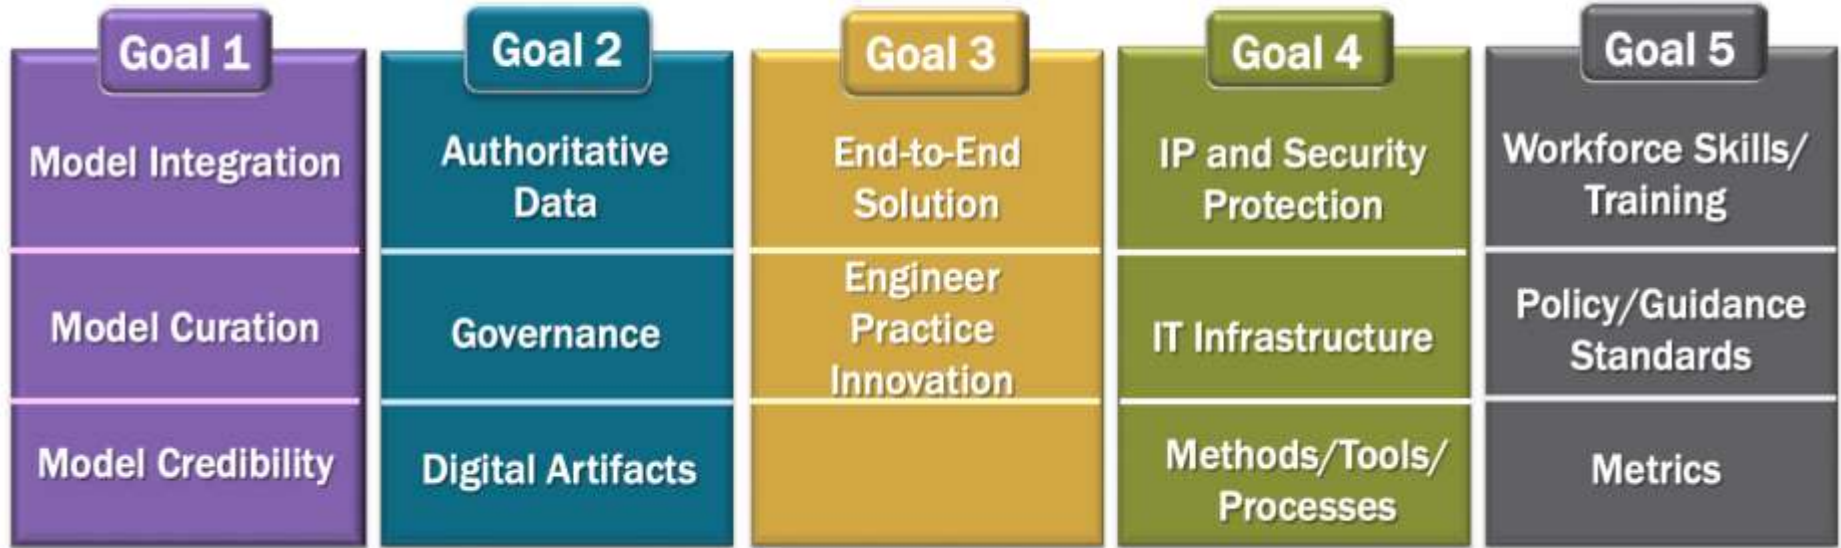 Goal 1
Model Integration
Model Curation
Model Credibility
Goal 2
Authoritative
Data
Governance
Digital Artifacts
Goal 3
End-to-End
Solution
Engineer
Practice
Innovation
Goal 4
IP and Security
Protection
IT Infrastructure
Methods/Tools/
Processes
Goal 5
Workforce Skills/
Training
Policy/Guidance
Standards
Metrics